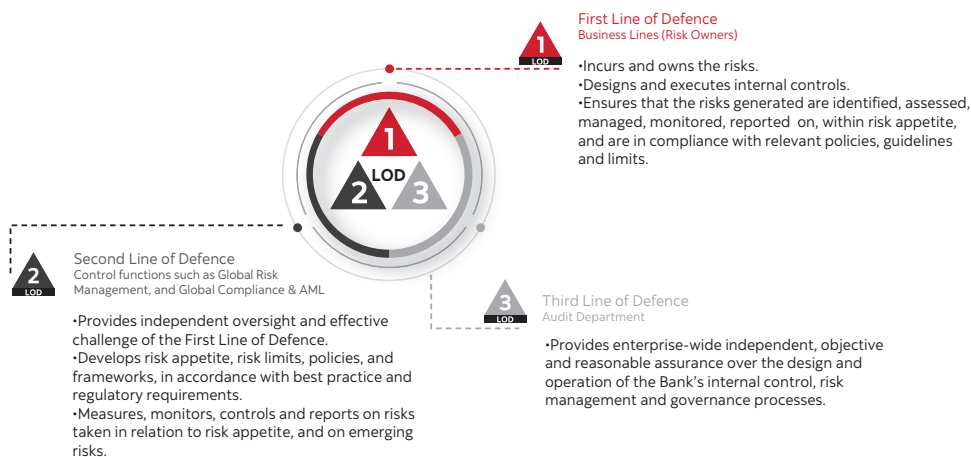 First Line of Defence
Business Lines (Risk Owners)
1
LOD
•Incurs and owns the risks.
•Designs and executes internal controls.
•Ensures that the risks generated are identified, assessed,
managed, monitored, reported on, within risk appetite,
and are in compliance with relevant policies, guidelines
and limits.
1
LOD
2
3
2
LOD
Second Line of Defence
Control functions such as Global Risk
Management, and Global Compliance & AML
•Provides independent oversight and effective
challenge of the First Line of Defence.
•Develops risk appetite, risk limits, policies, and
frameworks, in accordance with best practice and
regulatory requirements.
•Measures, monitors, controls and reports on risks
taken in relation to risk appetite, and on emerging
risks.
3
LOD
Third Line of Defence
Audit Department
•Provides enterprise-wide independent, objective
and reasonable assurance over the design and
operation of the Bank's internal control, risk
management and governance processes.